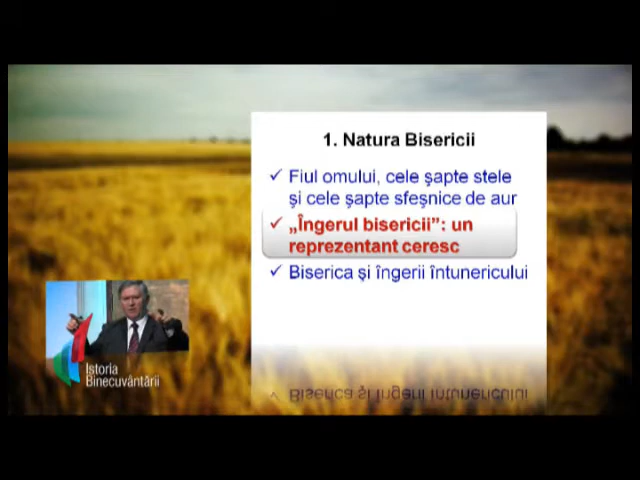 1. Natura Bisericii
✓ Fiul omului, cele şapte stele
şi cele şapte sfeşnice de aur
✓ „Îngerul bisericii”: un
reprezentant ceresc
✓ Biserica şi îngerii întunericului
Istoria
Binecuvântării